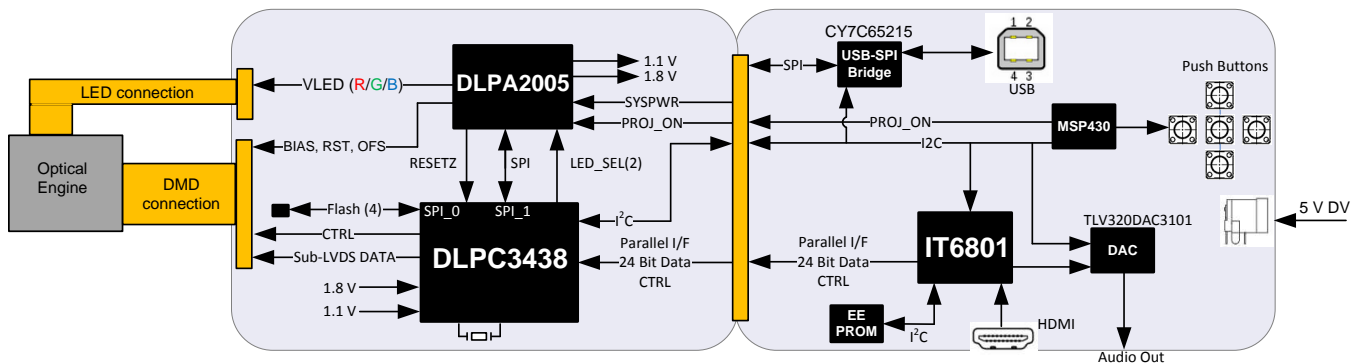 LED connection
Optical
Engine
DMD
connection
VLED (R/G/B)
BIAS, RST, OFS
DLPA2005
1.1 V
1.8 V
SYSPWR
PROJ_ON
RESETZ
SPI
LED_SEL(2)
Flash (4)
SPI_0
SPI_1
CTRL
Sub-LVDS DATA
DLPC3438
1.8 V
1.1 V
I²C
Parallel I/F
24 Bit Data
CTRL
CY7C65215
SPI
USB-SPI
Bridge
1 2
4 3
USB
Push Buttons
PROJ_ON
MSP430
I2C
5 V DV
TLV320DAC3101
DAC
IT6801
Parallel I/F
24 Bit Data
CTRL
EE
PROM
I²C
HDMI
Audio Out